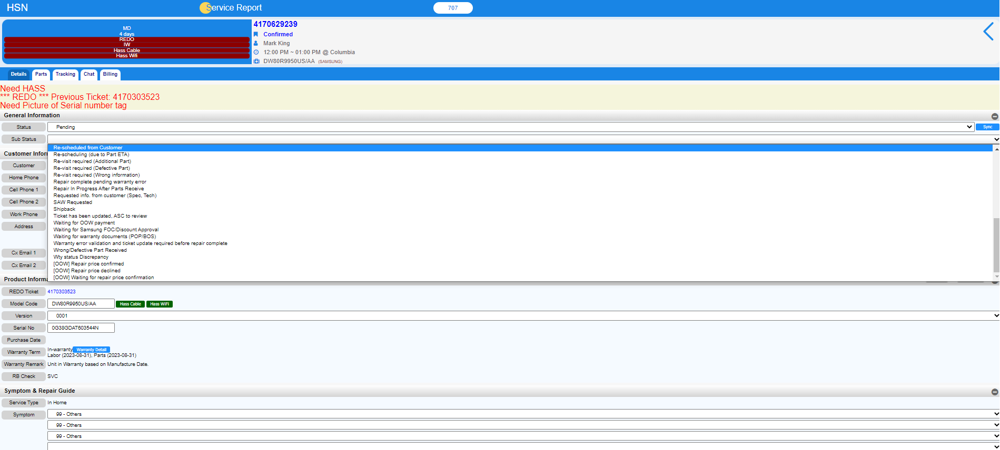 HSN
Service Report
707
MD
4 days
REDO
IW
Hass Cable
Hass Wifi
4170629239
Confirmed
Mark King
12:00 PM ~ 01:00 PM @ Columbia
DW80R9950US/AA (SAMSUNG)
Details Parts Tracking Chat Billing
Need HASS
*** REDO *** Previous Ticket: 4170303523
Need Picture of Serial number tag
General Information
Status Pending Sync
Sub Status
Re-scheduled from Customer
Re-scheduling (due to Part ETA)
Re-visit required (Additional Part)
Re-visit required (Defective Part)
Re-visit required (Wrong information)
Repair complete pending warranty error
Repair In Progress After Parts Receive
Requested info. from customer (Spec, Tech)
SAW Requested
Shipback
Ticket has been updated, ASC to review
Waiting for OOW payment
Waiting for Samsung FOC/Discount Approval
Waiting for warranty documents (POP/BOS)
Warranty error validation and ticket update required before repair complete
Wrong/Defective Part Received
Wty status Discrepancy
[OOW] Repair price confirmed
[OOW] Repair price declined
[OOW] Waiting for repair price confirmation
Customer Infor
Customer
Home Phone
Cell Phone 1
Cell Phone 2
Work Phone
Address
Cx Email 1
Cx Email 2
Product Informa
REDO Ticket 4170303523
Model Code DW80R9950US/AA Hass Cable Hass WiFi
Version 0001
Serial No 0G38GDAT603544N
Purchase Date
Warranty Term In-warranty Warranty Detail
Labor (2023-08-31), Parts (2023-08-31)
Warranty Remark Unit in Warranty based on Manufacture Date.
RB Check SVC
Symptom & Repair Guide
Service Type In Home
Symptom 99 - Others
99 - Others
99 - Others